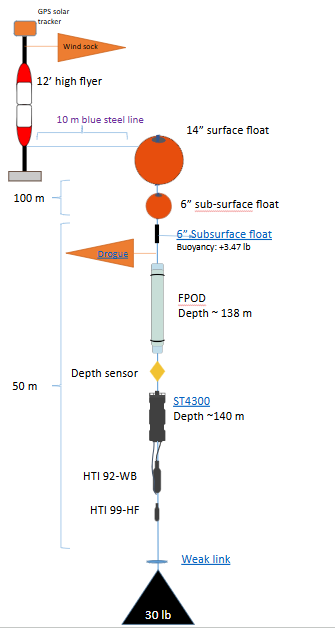 GPS solar
tracker
Wind sock
12’ high flyer
10 m blue steel line
14” surface float
100 m
6” sub-surface float
6” Subsurface float
Buoyancy: +3.47 lb
Drogue
FPOD
Depth ~ 138 m
Depth sensor
50 m
ST4300
Depth ~140 m
HTI 92-WB
HTI 99-HF
Weak link
30 lb